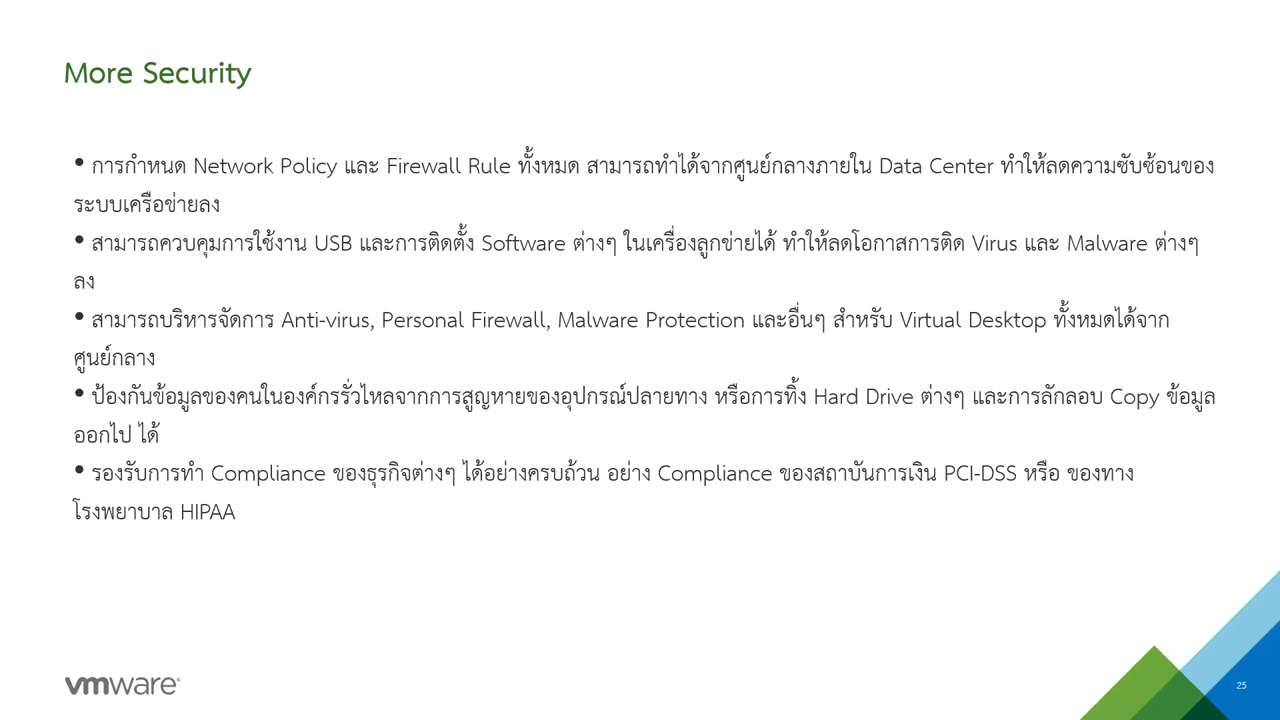 More Security
• การกำหนด Network Policy และ Firewall Rule ทั้งหมด สามารถทำได้จากศูนย์กลางภายใน Data Center ทำให้ลดความซับซ้อนของ
ระบบเครือข่ายลง
• สามารถควบคุมการใช้งาน USB และการติดตั้ง Software ต่างๆ ในเครื่องลูกข่ายได้ ทำให้ลดโอกาสการติด Virus และ Malware ต่างๆ
ลง
• สามารถบริหารจัดการ Anti-virus, Personal Firewall, Malware Protection และอื่นๆ สำหรับ Virtual Desktop ทั้งหมดได้จาก
ศูนย์กลาง
• ป้องกันข้อมูลของคนในองค์กรรั่วไหลจากการสูญหายของอุปกรณ์ปลายทาง หรือการทิ้ง Hard Drive ต่างๆ และการลักลอบ Copy ข้อมูล
ออกไป ได้
• รองรับการทำ Compliance ของธุรกิจต่างๆ ได้อย่างครบถ้วน อย่าง Compliance ของสถาบันการเงิน PCI-DSS หรือ ของทาง
โรงพยาบาล HIPAA
vmware
25